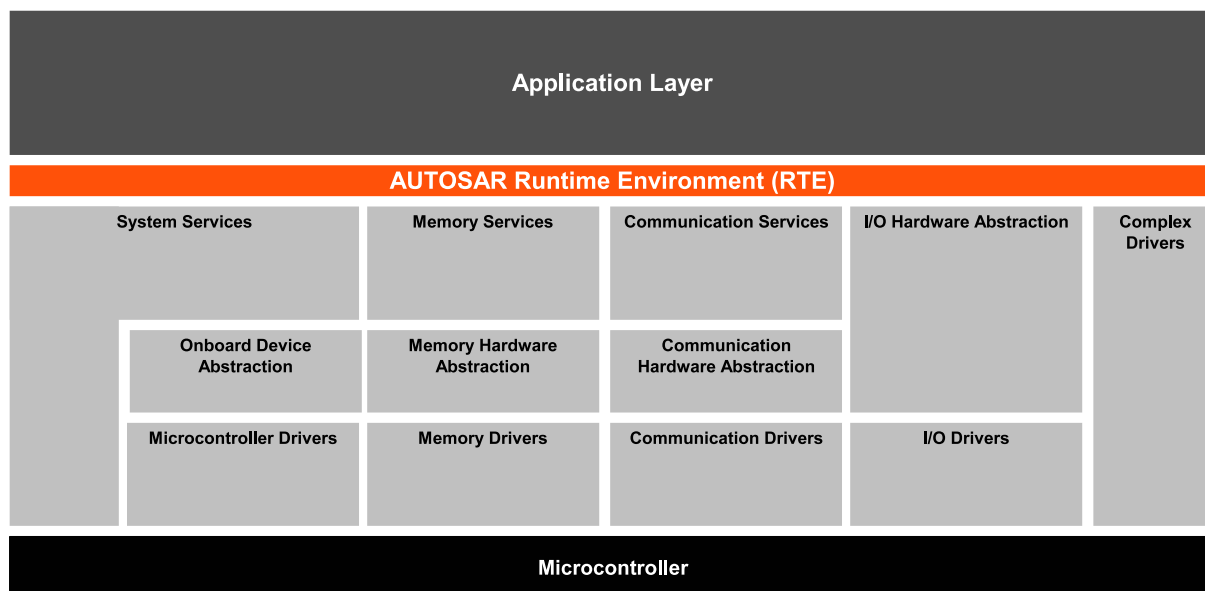 Application Layer
AUTOSAR Runtime Environment (RTE)
System Services
Memory Services
Communication Services
I/O Hardware Abstraction
Complex
Drivers
Onboard Device
Abstraction
Memory Hardware
Abstraction
Communication
Hardware Abstraction
Microcontroller Drivers
Memory Drivers
Communication Drivers
I/O Drivers
Microcontroller